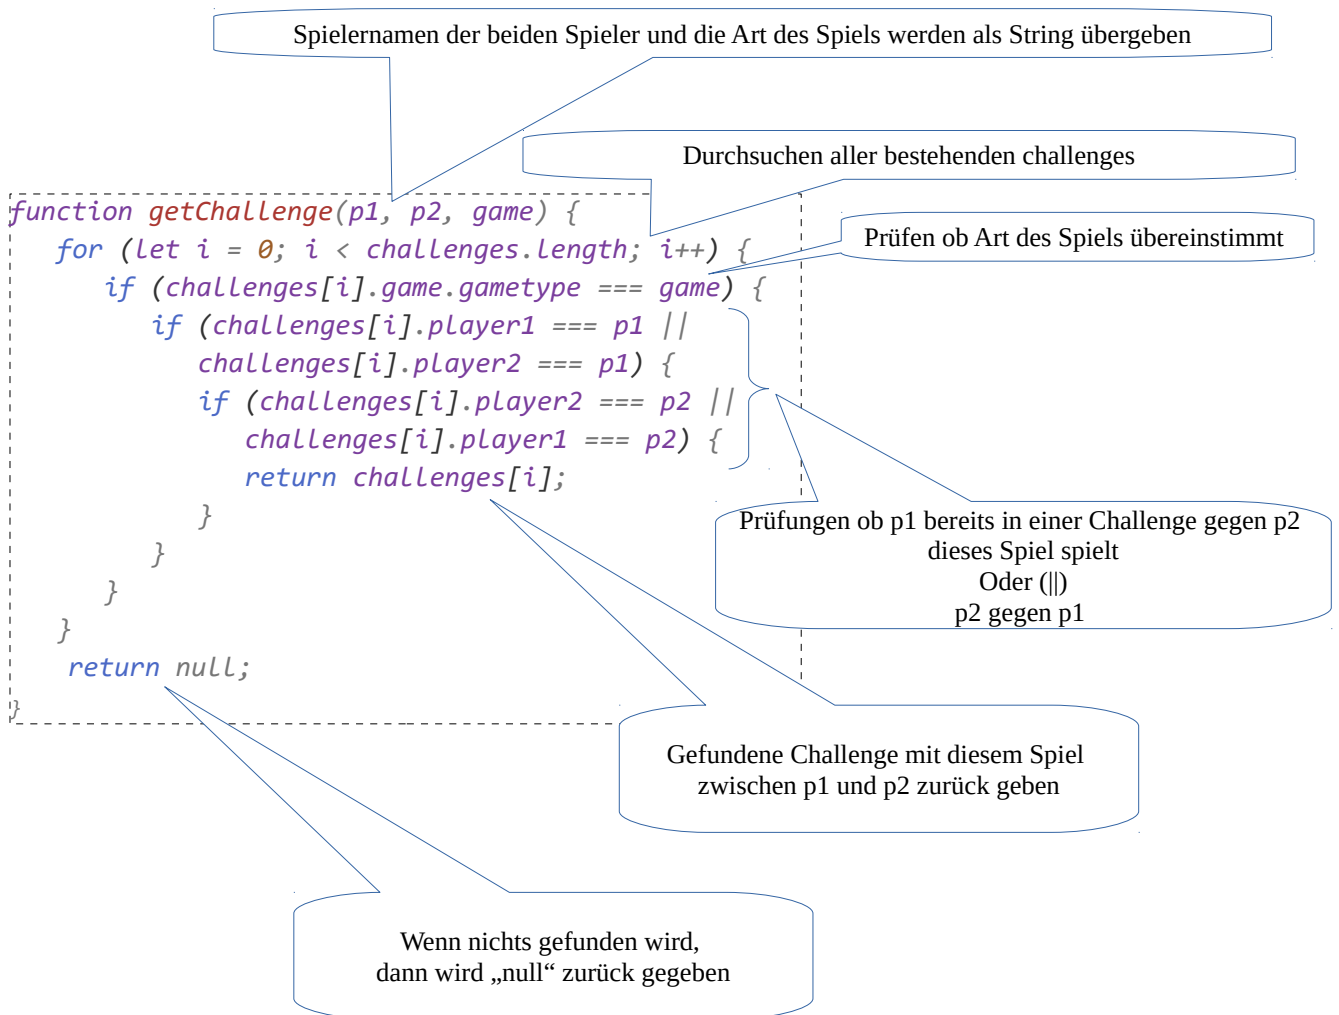 Spielernamen der beiden Spieler und die Art des Spiels werden als String übergeben
Durchsuchen aller bestehenden challenges
function getChallenge(p1, p2, game) {
Prüfen ob Art des Spiels übereinstimmt
for (let i = 0; i < challenges.length; i++) {
if (challenges[i].game.gametype === game) {
if (challenges[i].player1 === p1 ||
challenges[i].player2 === p1) {
if (challenges[i].player2 === p2 ||
challenges[i].player1 === p2) {
return challenges[i];
}
}
}
}
return null;
}
Prüfungen ob p1 bereits in einer Challenge gegen p2
dieses Spiel spielt
Oder (||)
p2 gegen p1
Gefundene Challenge mit diesem Spiel
zwischen p1 und p2 zurück geben
Wenn nichts gefunden wird,
dann wird „null“ zurück gegeben